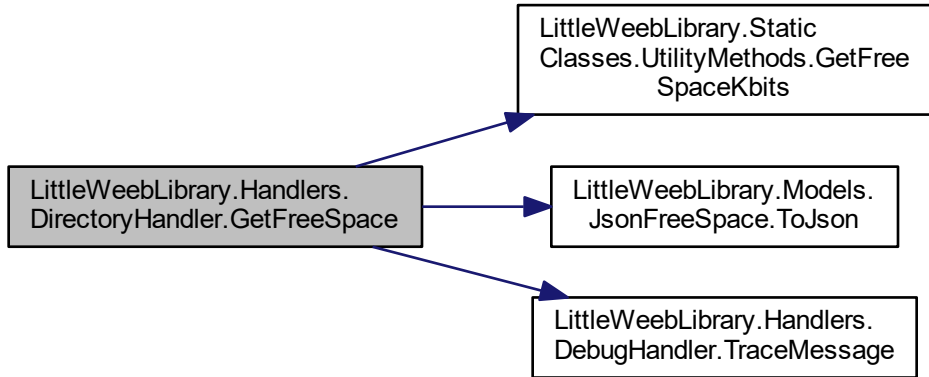 LittleWeebLibrary.Static
Classes.UtilityMethods.GetFree
SpaceKbits
LittleWeebLibrary.Handlers.
DirectoryHandler.GetFreeSpace
LittleWeebLibrary.Models.
JsonFreeSpace.ToJson
LittleWeebLibrary.Handlers.
DebugHandler.TraceMessage